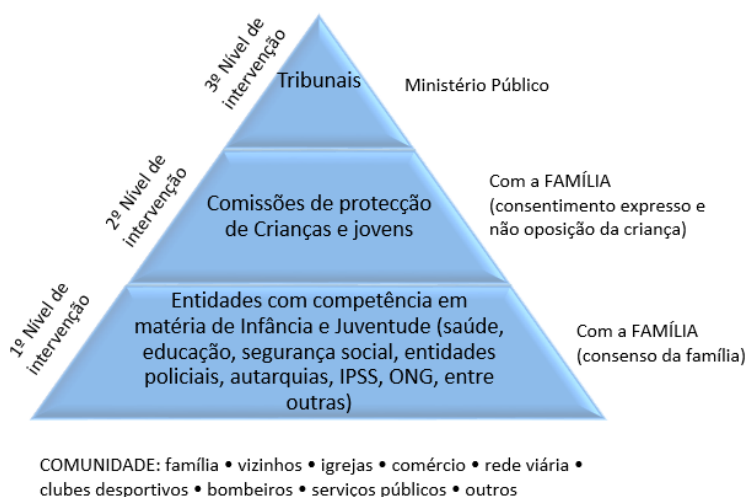 3º Nível de
intervenção
Tribunais
Ministério Público
2º Nível de
intervenção
Comissões de protecção
de Crianças e jovens
Com a FAMÍLIA
(consentimento expresso e
não oposição da criança)
1º Nível de
intervenção
Entidades com competência em
matéria de Infância e Juventude (saúde,
educação, segurança social, entidades
policiais, autarquias, IPSS, ONG, entre
outras)
Com a FAMÍLIA
(consenso da família)
COMUNIDADE: família • vizinhos • igrejas • comércio • rede viária •
clubes desportivos • bombeiros • serviços públicos • outros